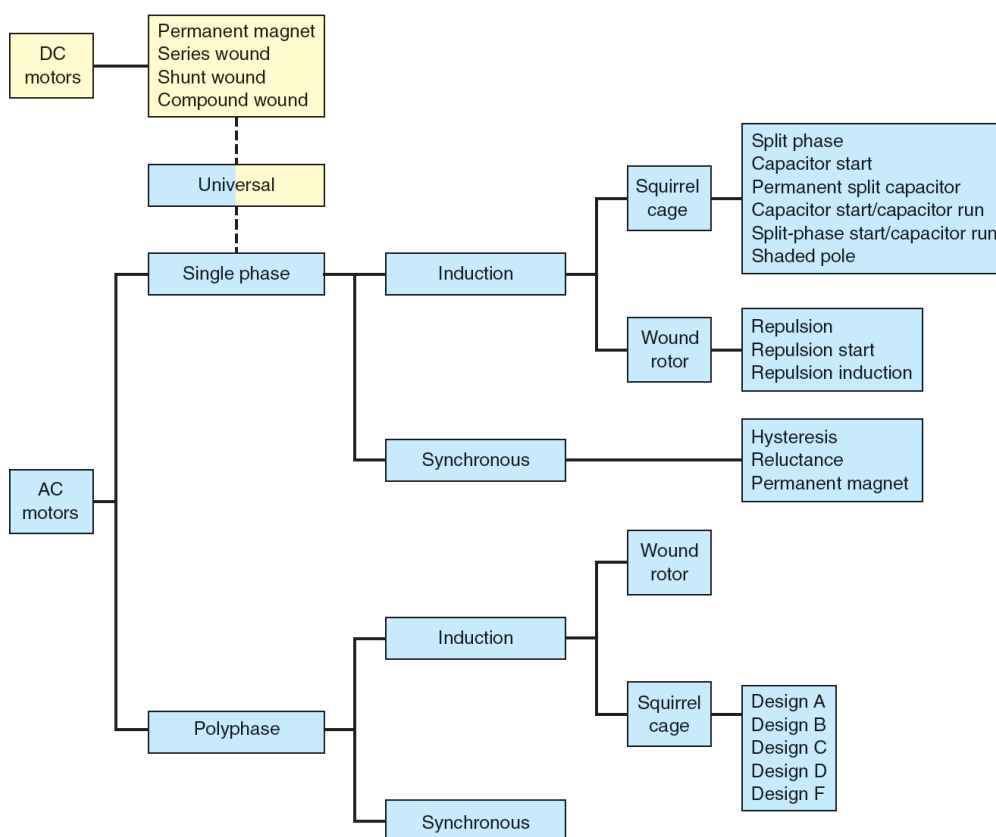 DC
motors
Permanent magnet
Series wound
Shunt wound
Compound wound
Universal
Single phase
Induction
Squirrel
cage
Split phase
Capacitor start
Permanent split capacitor
Capacitor start/capacitor run
Split-phase start/capacitor run
Shaded pole
Wound
rotor
Repulsion
Repulsion start
Repulsion induction
Synchronous
Hysteresis
Reluctance
Permanent magnet
AC
motors
Polyphase
Induction
Wound
rotor
Squirrel
cage
Design A
Design B
Design C
Design D
Design F
Synchronous